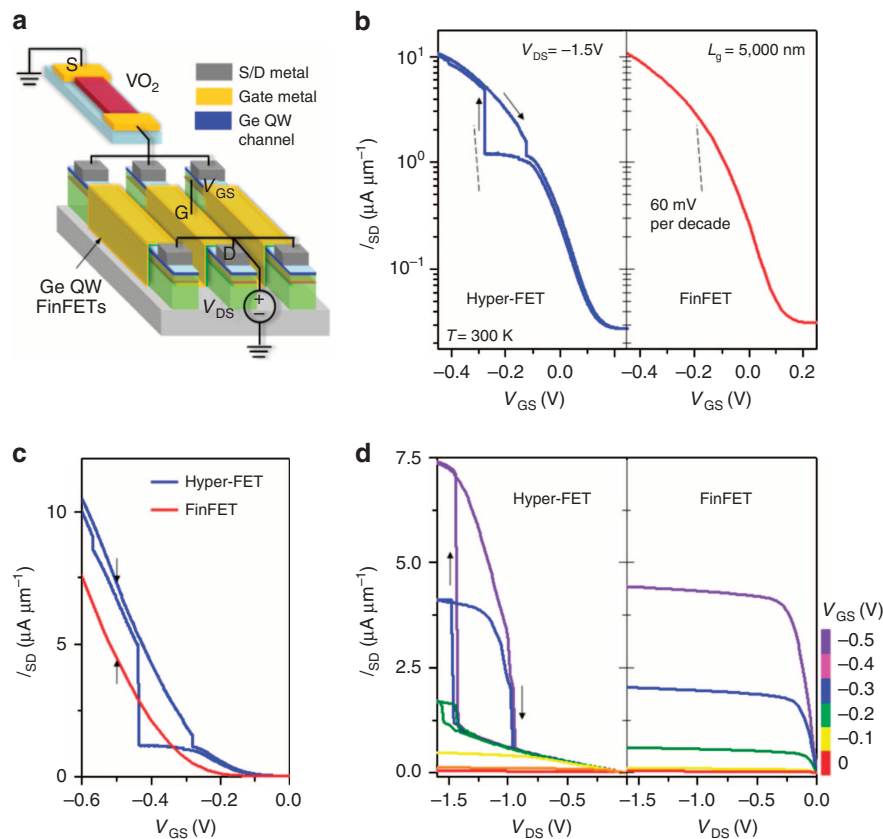 a
S
VO2
S/D metal
Gate metal
Ge QW
channel
VGS
G
D
Ge QW
FinFETs
VDS
+
−
b
VDS= −1.5V
Lg = 5,000 nm
10^1
10^0
10^−1
ISD (μA μm−1)
60 mV
per decade
Hyper-FET
FinFET
T = 300 K
−0.4 −0.2 0.0
−0.4 −0.2 0.0 0.2
VGS (V)
VGS (V)
c
Hyper-FET
FinFET
10
5
0
ISD (μA μm−1)
−0.6 −0.4 −0.2 0.0
VGS (V)
d
7.5
5.0
2.5
0.0
ISD (μA μm−1)
Hyper-FET
FinFET
VGS (V)
−0.5
−0.4
−0.3
−0.2
−0.1
0
−1.5 −1.0 −0.5
−1.5 −1.0 −0.5 0.0
VDS (V)
VDS (V)